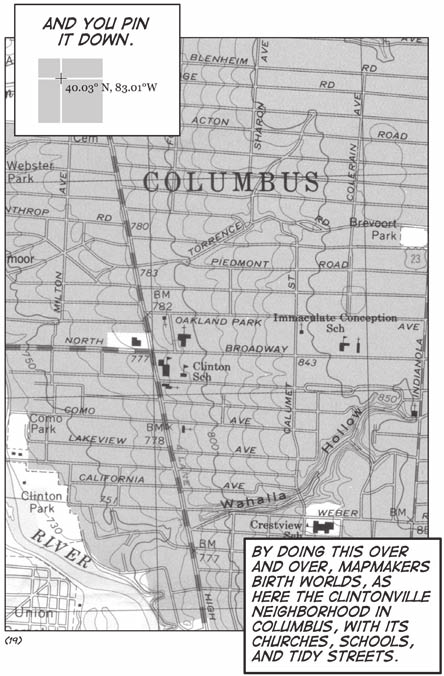 AND YOU PIN
IT DOWN.
40.03° N, 83.01°W
BLENHEIM
RD
AVE
AVE
RD
ACTON
ROAD
SHARON
COLERAIN
Cem
Webster
Park
AVE
COLUMBUS
RD
780
TORRENCE
RD
Brevoort
Park
23
moor
783
PIEDMONT
ROAD
MILTON
ST
BM
782
OAKLAND PARK
Immaculate Conception
Sch
AVE
NORTH
777
BROADWAY
843
750
Clinton
Sch
INDIANOLA
CALUMET
850
COMO
AVE
Como
Park
BM
778
LAKEVIEW
AVE
800
Hollow
CALIFORNIA
AVE
751
Clinton
Park
730
Wahalla
WEBER
Crestview
Sch
BM
RIVER
BM
777
HIGH
Union
BY DOING THIS OVER
AND OVER, MAPMAKERS
BIRTH WORLDS, AS
HERE THE CLINTONVILLE
NEIGHBORHOOD IN
COLUMBUS, WITH ITS
CHURCHES, SCHOOLS,
AND TIDY STREETS.
(19)